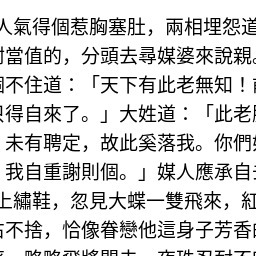 人氣得個惹胸塞肚，兩相埋怨道
當值的，分頭去尋媒婆來說親。
不住道：「天下有此老無知！
得自來了。」大姓道：「此老
未有聘定，故此奚落我。你們
我自重謝則個。」媒人應承自
上繡鞋，忽見大蝶一雙飛來，紅
不捨，恰像眷戀他這身子芳香